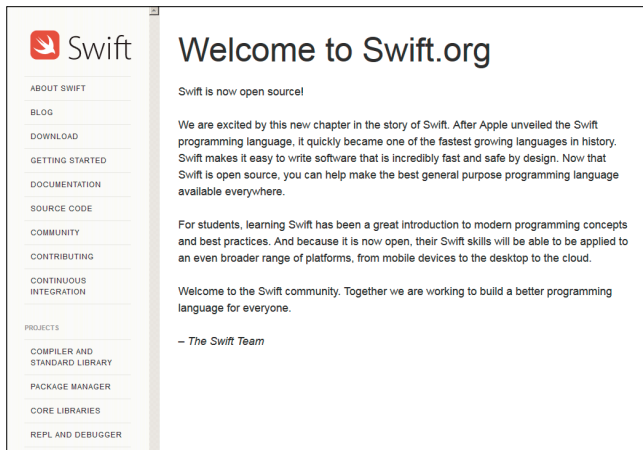 Swift
ABOUT SWIFT
BLOG
DOWNLOAD
GETTING STARTED
DOCUMENTATION
SOURCE CODE
COMMUNITY
CONTRIBUTING
CONTINUOUS
INTEGRATION
PROJECTS
COMPILER AND
STANDARD LIBRARY
PACKAGE MANAGER
CORE LIBRARIES
REPL AND DEBUGGER
Welcome to Swift.org
Swift is now open source!
We are excited by this new chapter in the story of Swift. After Apple unveiled the Swift
programming language, it quickly became one of the fastest growing languages in history.
Swift makes it easy to write software that is incredibly fast and safe by design. Now that
Swift is open source, you can help make the best general purpose programming language
available everywhere.
For students, learning Swift has been a great introduction to modern programming concepts
and best practices. And because it is now open, their Swift skills will be able to be applied to
an even broader range of platforms, from mobile devices to the desktop to the cloud.
Welcome to the Swift community. Together we are working to build a better programming
language for everyone.
– The Swift Team